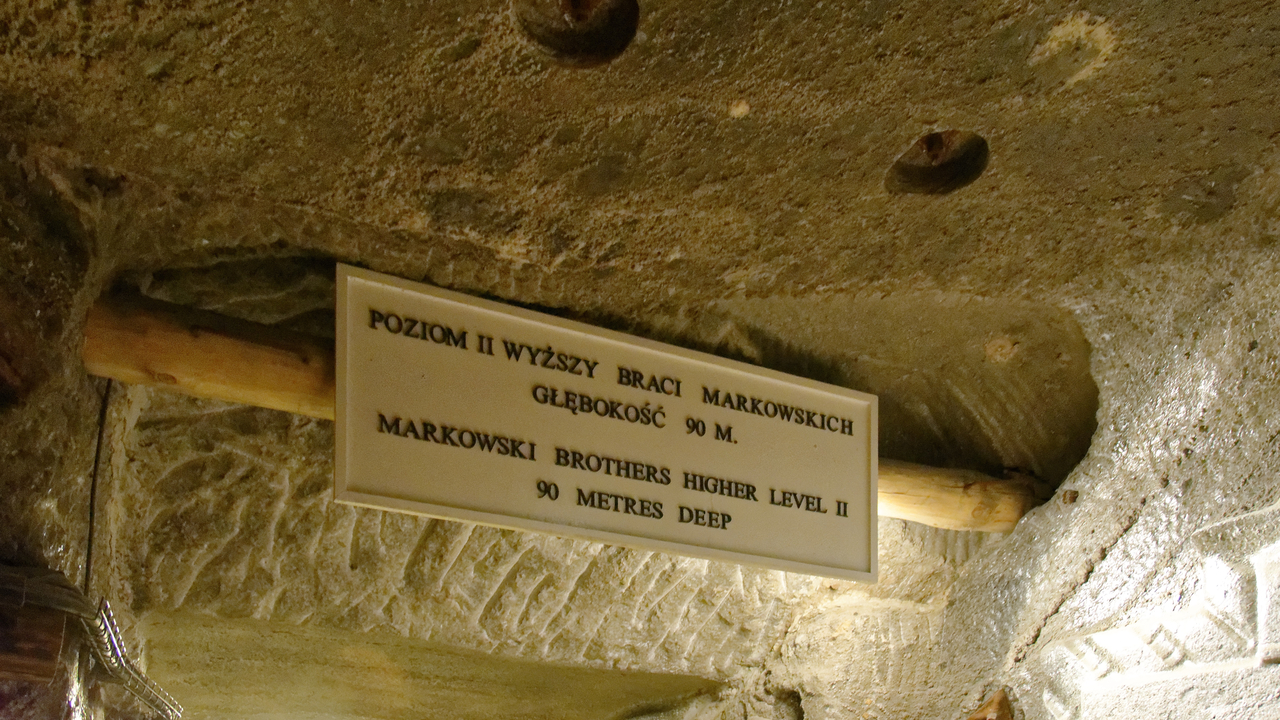 POZIOM II WYŻSZY BRACI MARKOWSKICH
GŁĘBOKOŚĆ 90 M.
MARKOWSKI BROTHERS HIGHER LEVEL II
90 METRES DEEP